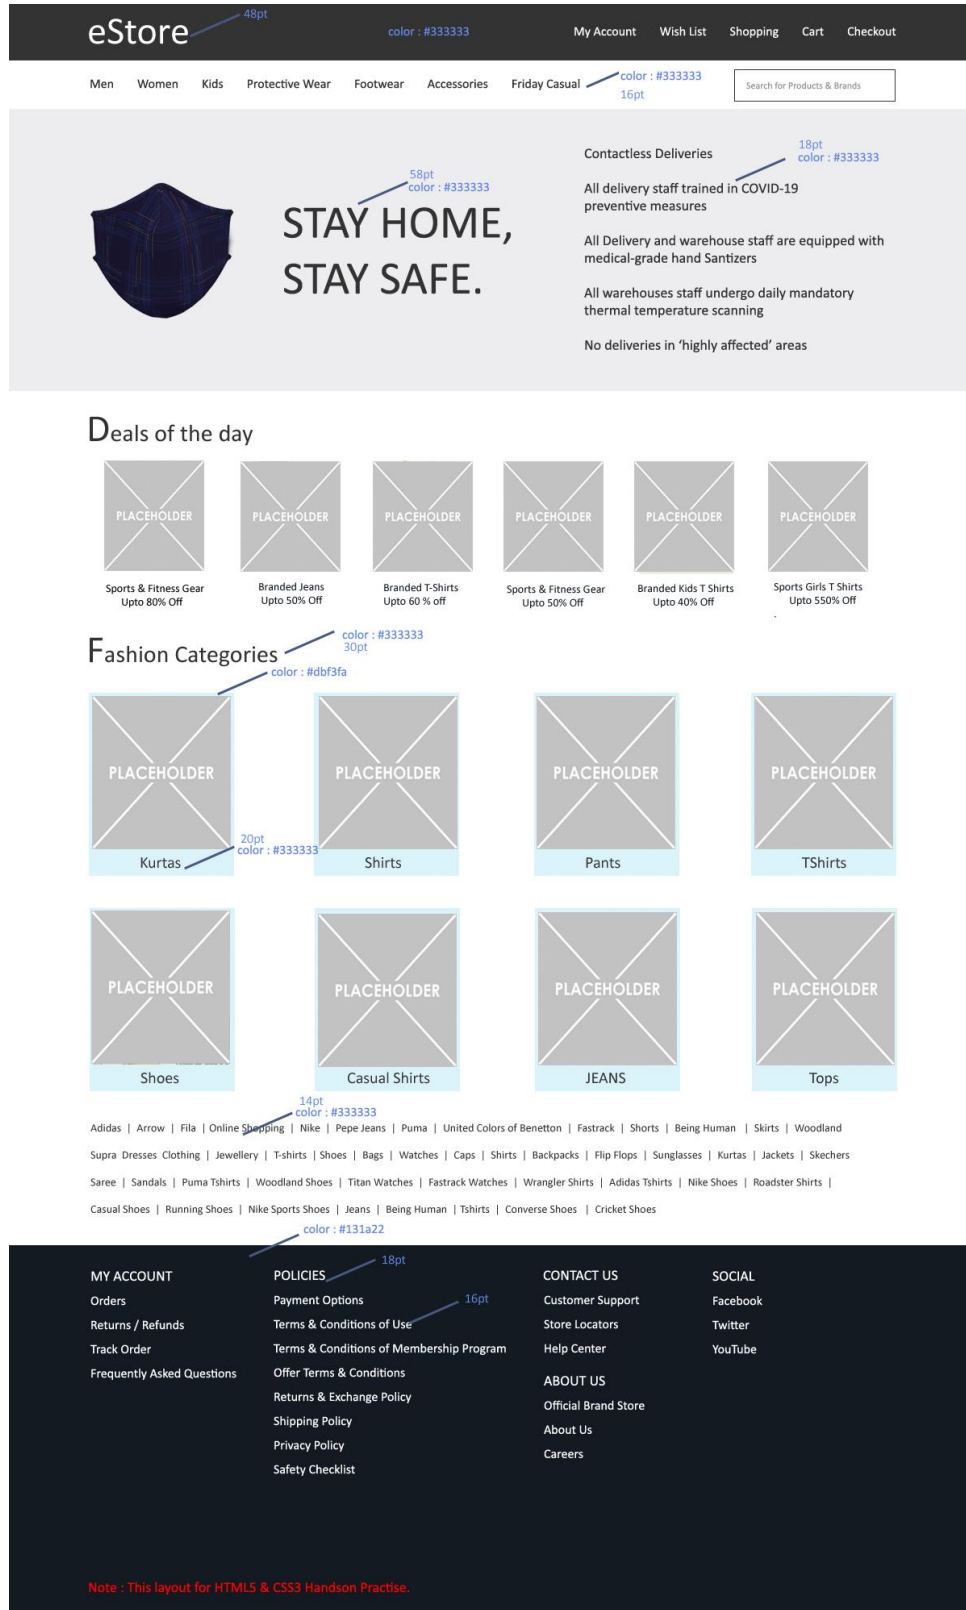 48pt
eStore
color : #333333
My Account Wish List Shopping Cart Checkout
Men Women Kids Protective Wear Footwear Accessories Friday Casual
color : #333333
16pt
Search for Products & Brands
58pt
color : #333333
STAY HOME,
STAY SAFE.
18pt
color : #333333
Contactless Deliveries
All delivery staff trained in COVID-19
preventive measures
All Delivery and warehouse staff are equipped with
medical-grade hand Santizers
All warehouses staff undergo daily mandatory
thermal temperature scanning
No deliveries in ‘highly affected’ areas
Deals of the day
PLACEHOLDER PLACEHOLDER PLACEHOLDER PLACEHOLDER PLACEHOLDER PLACEHOLDER
Sports & Fitness Gear
Upto 80% Off
Branded Jeans
Upto 50% Off
Branded T-Shirts
Upto 60 % off
Sports & Fitness Gear
Upto 50% Off
Branded Kids T Shirts
Upto 40% Off
Sports Girls T Shirts
Upto 550% Off
color : #333333
30pt
Fashion Categories
color : #dbf3fa
PLACEHOLDER PLACEHOLDER PLACEHOLDER PLACEHOLDER
20pt
color : #333333
Kurtas Shirts Pants TShirts
PLACEHOLDER PLACEHOLDER PLACEHOLDER PLACEHOLDER
Shoes Casual Shirts JEANS Tops
14pt
color : #333333
Adidas | Arrow | Fila | Online Shopping | Nike | Pepe Jeans | Puma | United Colors of Benetton | Fastrack | Shorts | Being Human | Skirts | Woodland
Supra Dresses Clothing | Jewellery | T-shirts | Shoes | Bags | Watches | Caps | Shirts | Backpacks | Flip Flops | Sunglasses | Kurtas | Jackets | Skechers
Saree | Sandals | Puma Tshirts | Woodland Shoes | Titan Watches | Fastrack Watches | Wrangler Shirts | Adidas Tshirts | Nike Shoes | Roadster Shirts |
Casual Shoes | Running Shoes | Nike Sports Shoes | Jeans | Being Human | Tshirts | Converse Shoes | Cricket Shoes
color : #131a22
18pt
MY ACCOUNT
Orders
Returns / Refunds
Track Order
Frequently Asked Questions
POLICIES
Payment Options
16pt
Terms & Conditions of Use
Terms & Conditions of Membership Program
Offer Terms & Conditions
Returns & Exchange Policy
Shipping Policy
Privacy Policy
Safety Checklist
CONTACT US
Customer Support
Store Locators
Help Center
ABOUT US
Official Brand Store
About Us
Careers
SOCIAL
Facebook
Twitter
YouTube
Note : This layout for HTML5 & CSS3 Handson Practise.